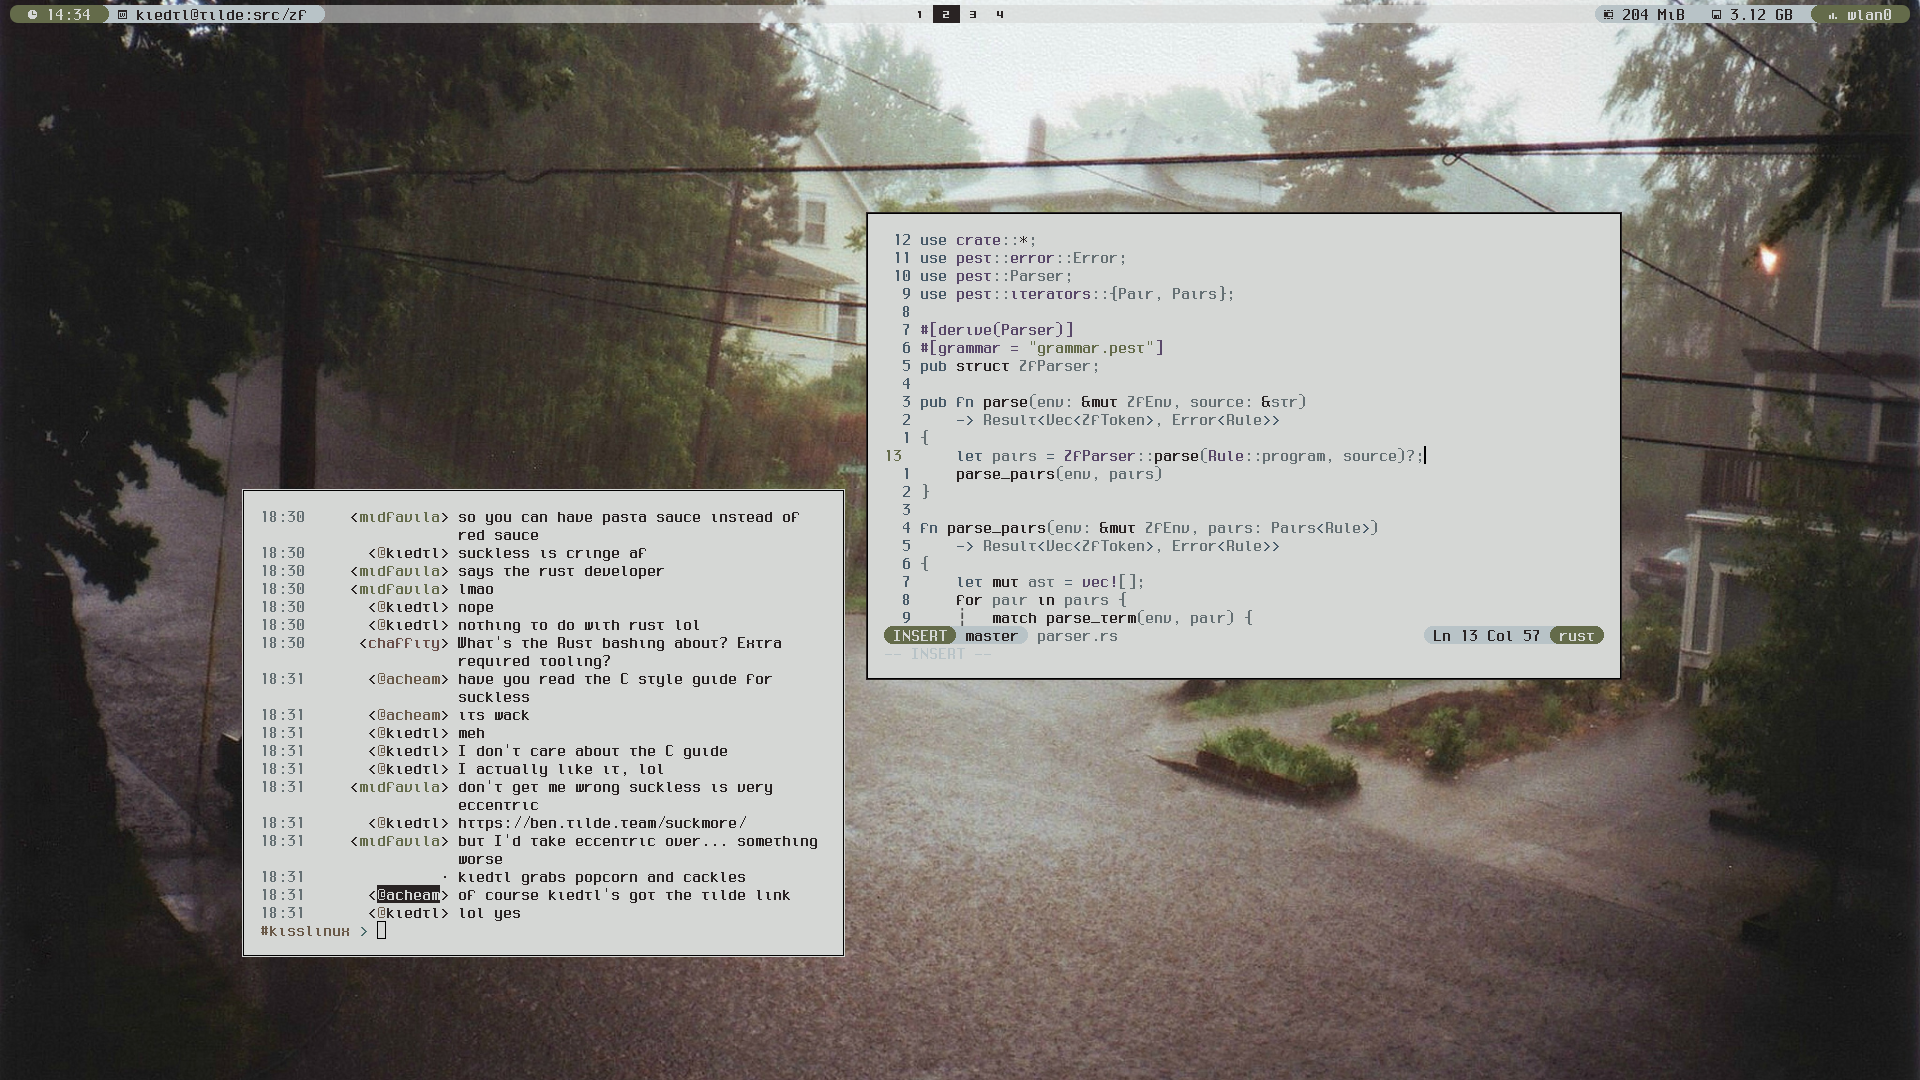 14:34 kiedtl@tilde:src/zf 1 2 3 4 204 MiB 3.12 GB wlan0
12 use crate::*;
11 use pest::error::Error;
10 use pest::Parser;
9 use pest::iterators::{Pair, Pairs};
8
7 #[derive(Parser)]
6 #[grammar = "grammar.pest"]
5 pub struct ZfParser;
4
3 pub fn parse(env: &mut ZfEnv, source: &str)
2     -> Result<Vec<ZfToken>, Error<Rule>>
1 {
13     let pairs = ZfParser::parse(Rule::program, source)?;
1     parse_pairs(env, pairs)
2 }
3
4 fn parse_pairs(env: &mut ZfEnv, pairs: Pairs<Rule>)
5     -> Result<Vec<ZfToken>, Error<Rule>>
6 {
7     let mut ast = vec![];
8     for pair in pairs {
9     ¦   match parse_term(env, pair) {
INSERT master parser.rs Ln 13 Col 57 rust
-- INSERT --
18:30 <midfavila> so you can have pasta sauce instead of
red sauce
18:30 <@kiedtl> suckless is cringe af
18:30 <midfavila> says the rust developer
18:30 <midfavila> lmao
18:30 <@kiedtl> nope
18:30 <@kiedtl> nothing to do with rust lol
18:30 <chaffity> What's the Rust bashing about? Extra
required tooling?
18:31 <@acheam> have you read the C style guide for
suckless
18:31 <@acheam> its wack
18:31 <@kiedtl> meh
18:31 <@kiedtl> I don't care about the C guide
18:31 <@kiedtl> I actually like it, lol
18:31 <midfavila> don't get me wrong suckless is very
eccentric
18:31 <@kiedtl> https://ben.tilde.team/suckmore/
18:31 <midfavila> but I'd take eccentric over... something
worse
18:31 · kiedtl grabs popcorn and cackles
18:31 <@acheam> of course kiedtl's got the tilde link
18:31 <@kiedtl> lol yes
#kisslinux >